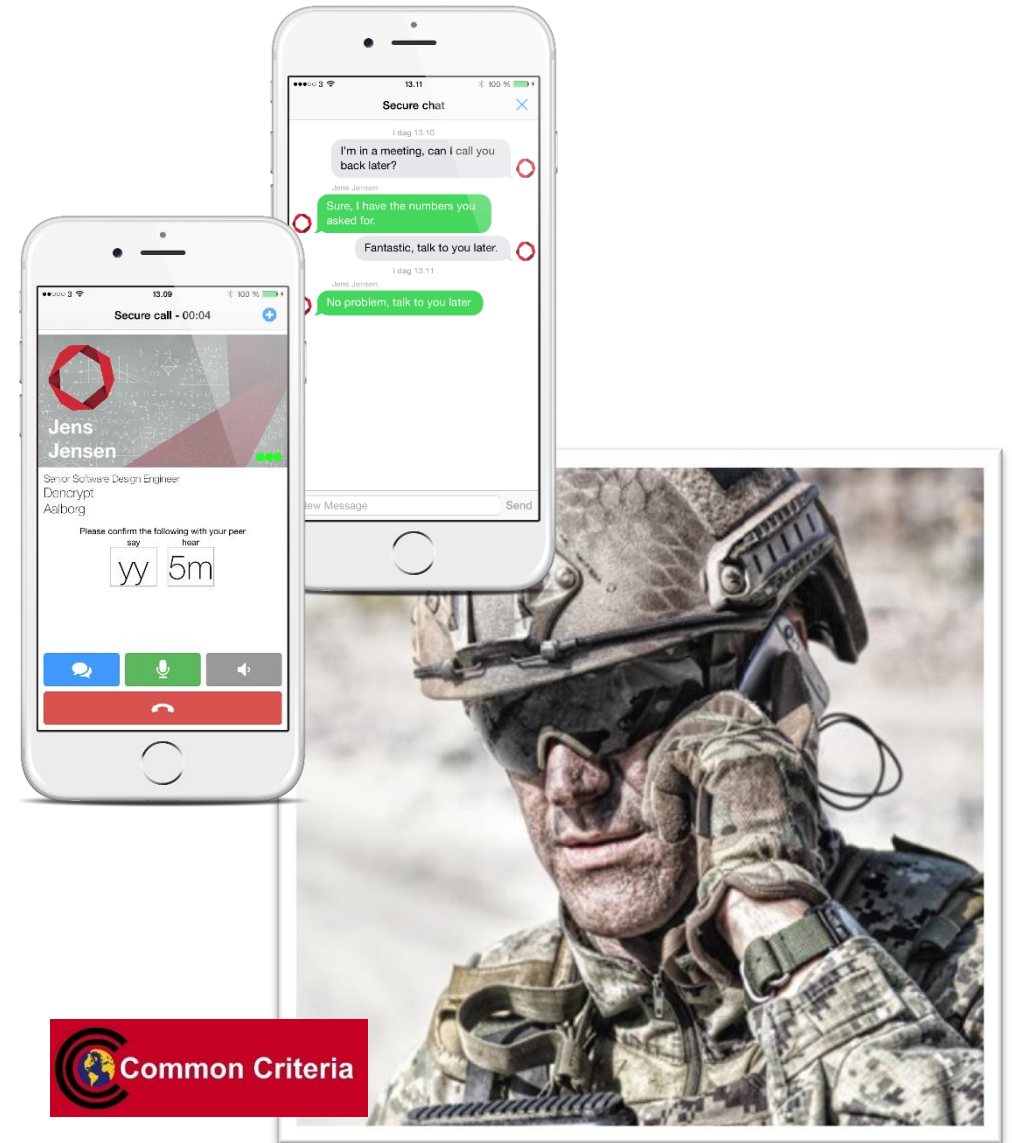 3
13.11
100 %
Secure chat
i dag 13.10
I'm in a meeting, can I call you
back later?
Jens Jensen
Sure, I have the numbers you
asked for.
Fantastic, talk to you later.
i dag 13.11
Jens Jensen
No problem, talk to you later
New Message
Send
3
13.09
100 %
Secure call - 00:04
Jens
Jensen
Senior Software Design Engineer
Dencrypt
Aalborg
Please confirm the following with your peer
say hear
yy 5m
Common Criteria